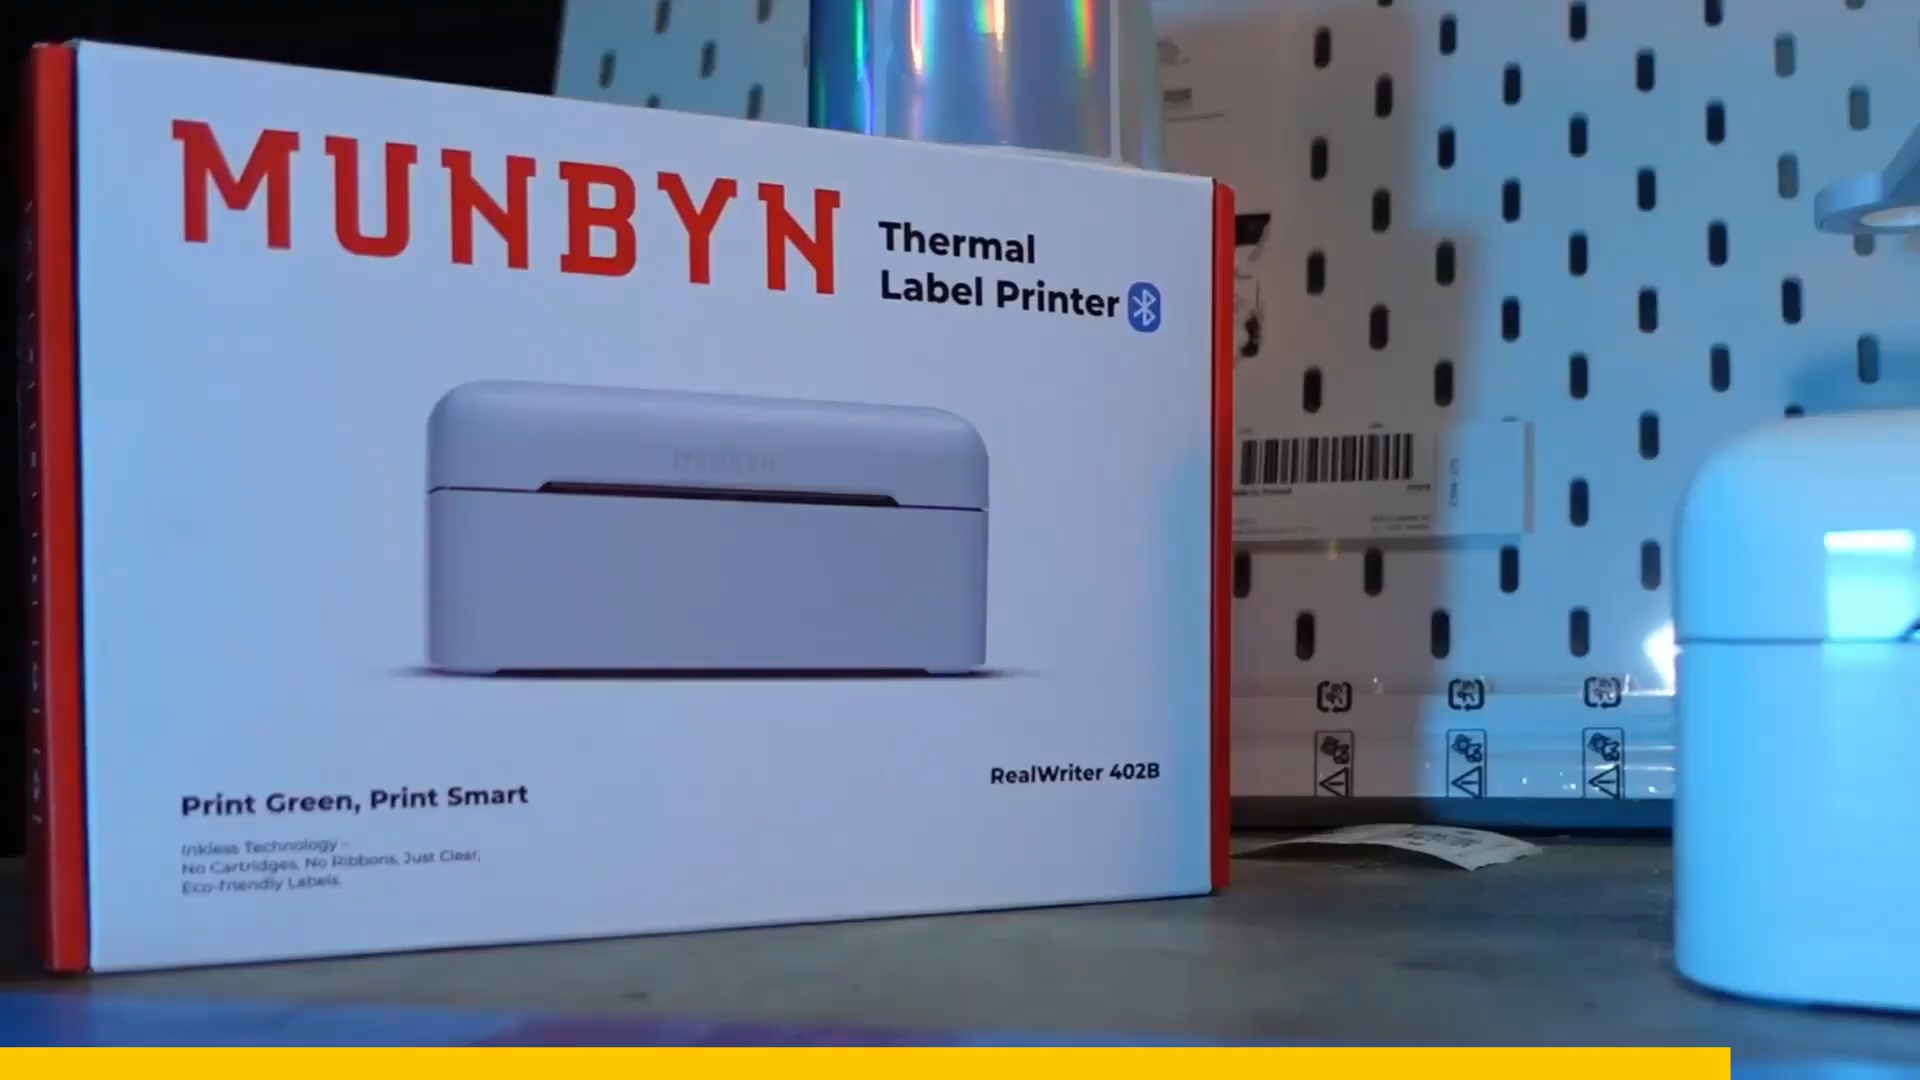 MUNBYN
Thermal
Label Printer
MUNBYN
RealWriter 402B
Print Green, Print Smart
Inkless Technology –
No Cartridges, No Ribbons, Just Clear,
Eco-friendly Labels.